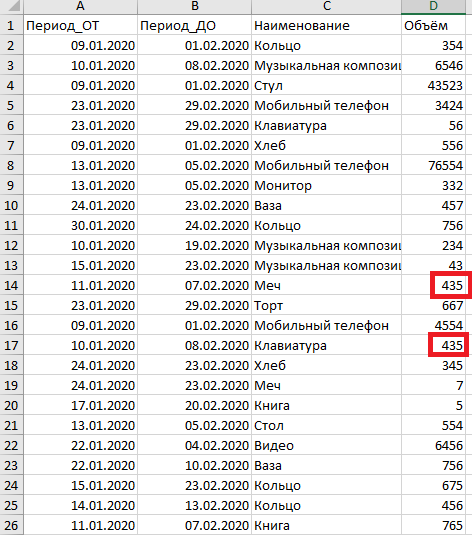 A B C D
1 Период_ОТ Период_ДО Наименование Объём
2 09.01.2020 01.02.2020 Кольцо 354
3 10.01.2020 08.02.2020 Музыкальная композиц 6546
4 09.01.2020 01.02.2020 Стул 43523
5 23.01.2020 29.02.2020 Мобильный телефон 3424
6 23.01.2020 29.02.2020 Клавиатура 56
7 09.01.2020 01.02.2020 Хлеб 556
8 13.01.2020 05.02.2020 Мобильный телефон 76554
9 13.01.2020 05.02.2020 Монитор 332
10 24.01.2020 23.02.2020 Ваза 457
11 30.01.2020 24.02.2020 Кольцо 756
12 10.01.2020 19.02.2020 Музыкальная композиц 234
13 15.01.2020 23.02.2020 Музыкальная композиц 43
14 11.01.2020 07.02.2020 Меч 435
15 23.01.2020 29.02.2020 Торт 667
16 09.01.2020 01.02.2020 Мобильный телефон 4554
17 10.01.2020 08.02.2020 Клавиатура 435
18 24.01.2020 23.02.2020 Хлеб 345
19 24.01.2020 23.02.2020 Меч 7
20 17.01.2020 20.02.2020 Книга 5
21 13.01.2020 05.02.2020 Стол 554
22 22.01.2020 04.02.2020 Видео 6456
23 22.01.2020 10.02.2020 Ваза 756
24 15.01.2020 23.02.2020 Кольцо 675
25 14.01.2020 13.02.2020 Кольцо 456
26 11.01.2020 07.02.2020 Книга 765